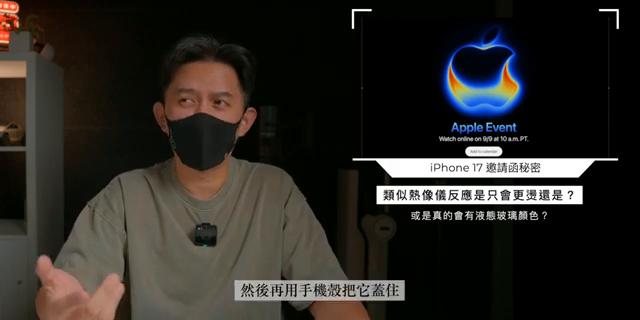 Apple Event
Watch online on 9/9 at 10 a.m. PT.
Add to calendar
iPhone 17 邀請函秘密
類似熱像儀反應是只會更燙還是？
或是真的會有液態玻璃顏色？
然後再用手機殼把它蓋住